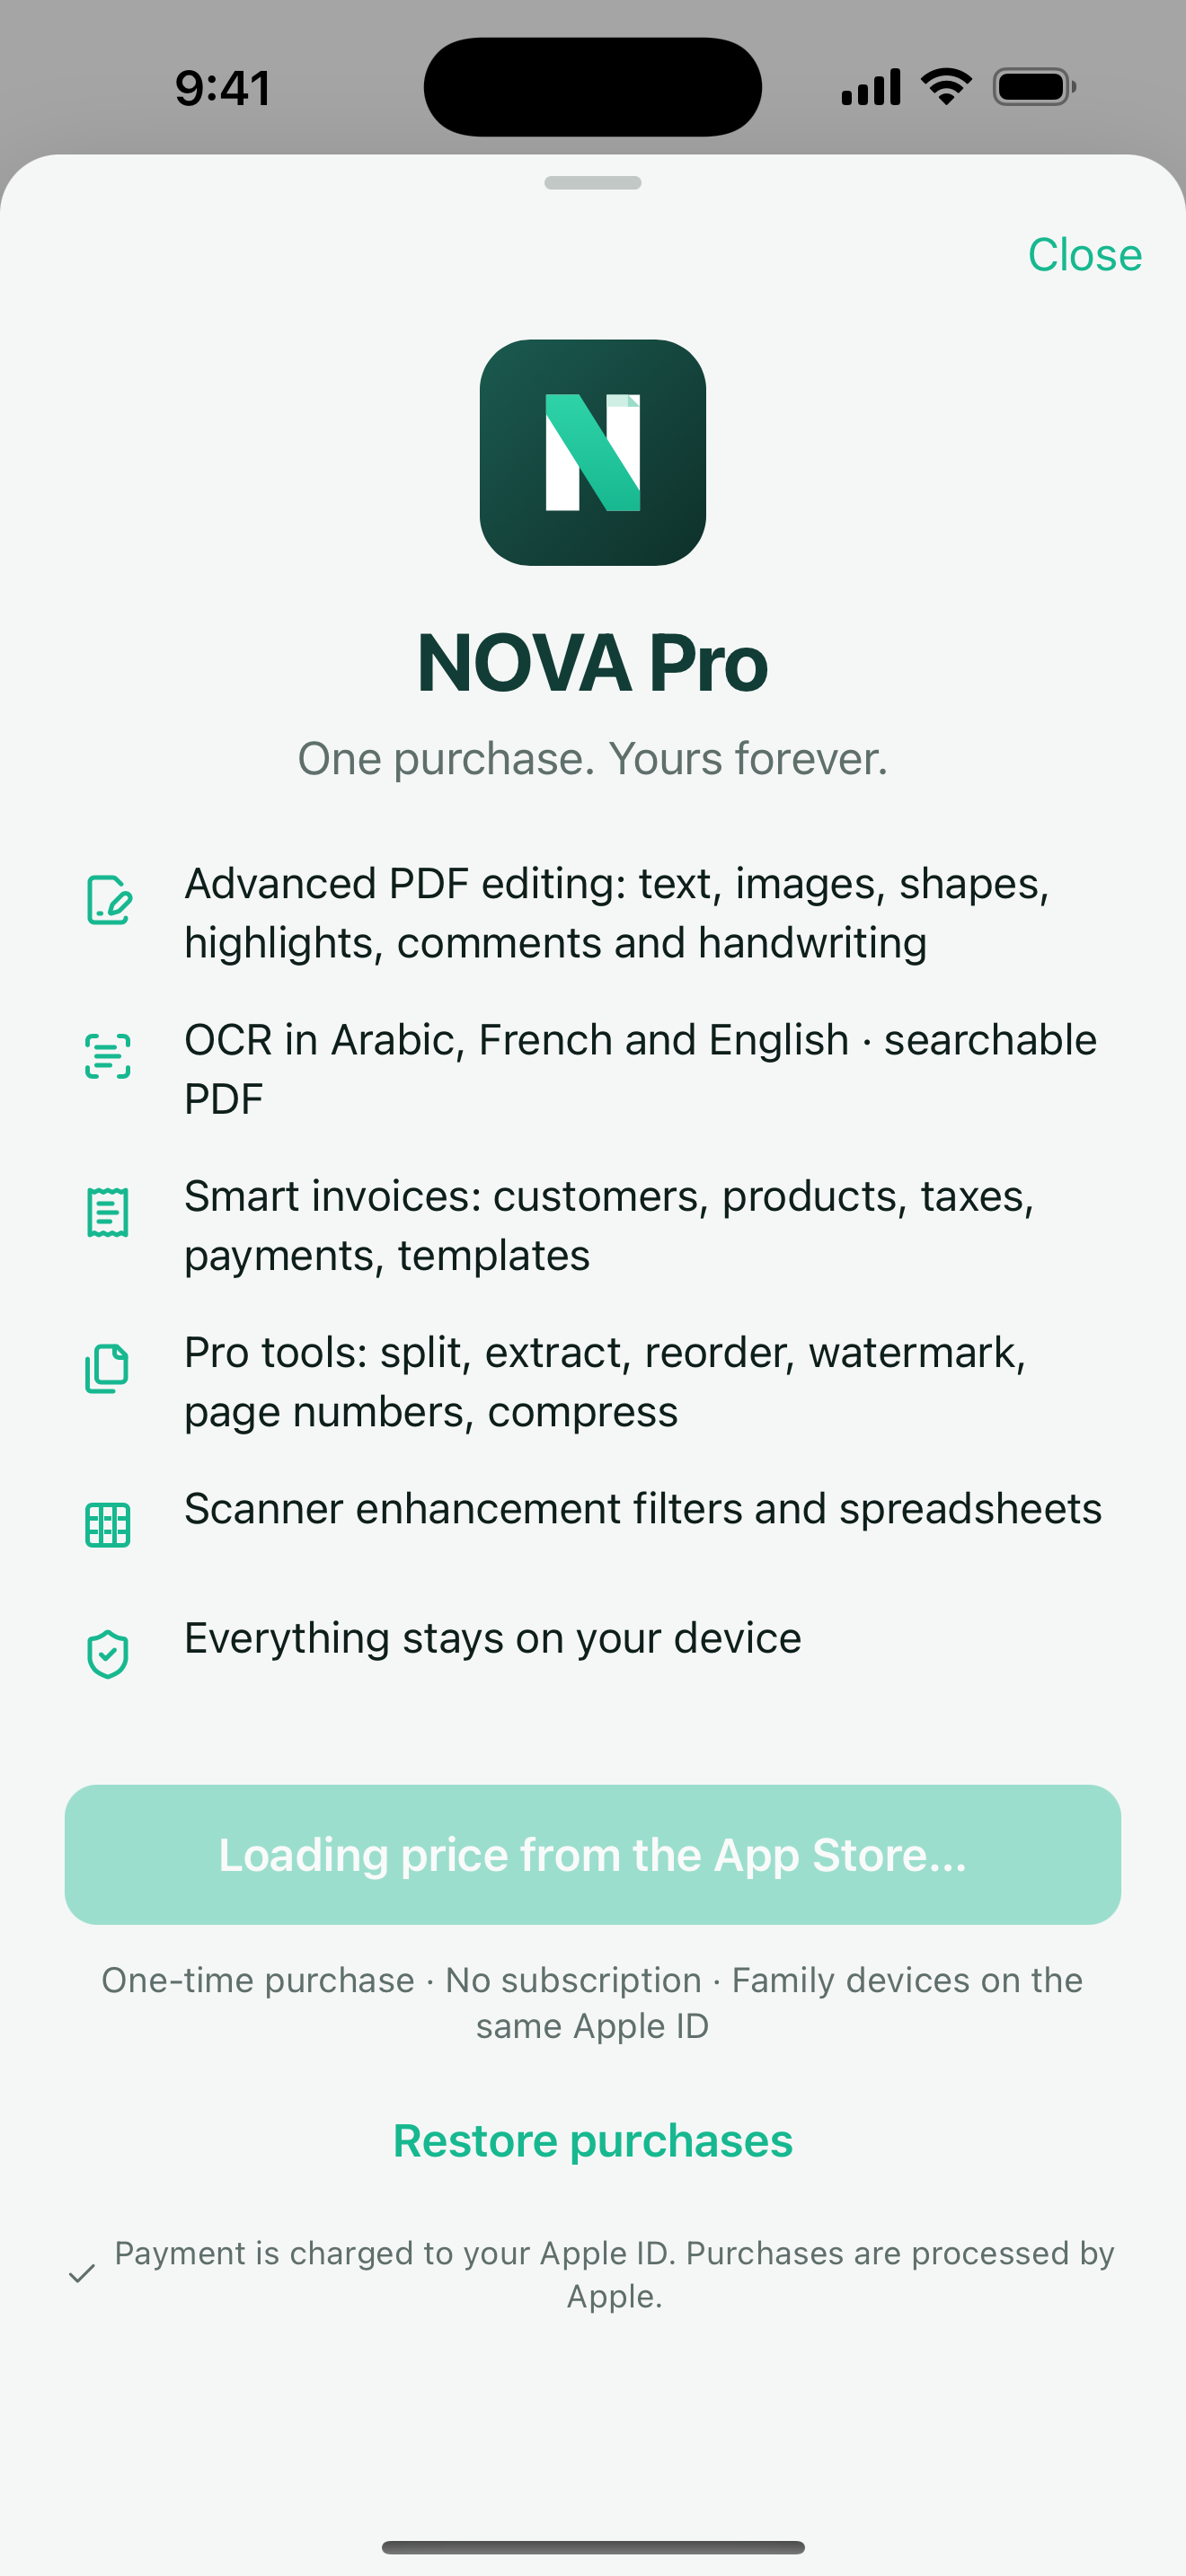 9:41
Close
N
NOVA Pro
One purchase. Yours forever.
Advanced PDF editing: text, images, shapes,
highlights, comments and handwriting
OCR in Arabic, French and English · searchable
PDF
Smart invoices: customers, products, taxes,
payments, templates
Pro tools: split, extract, reorder, watermark,
page numbers, compress
Scanner enhancement filters and spreadsheets
Everything stays on your device
Loading price from the App Store...
One-time purchase · No subscription · Family devices on the
same Apple ID
Restore purchases
Payment is charged to your Apple ID. Purchases are processed by
Apple.